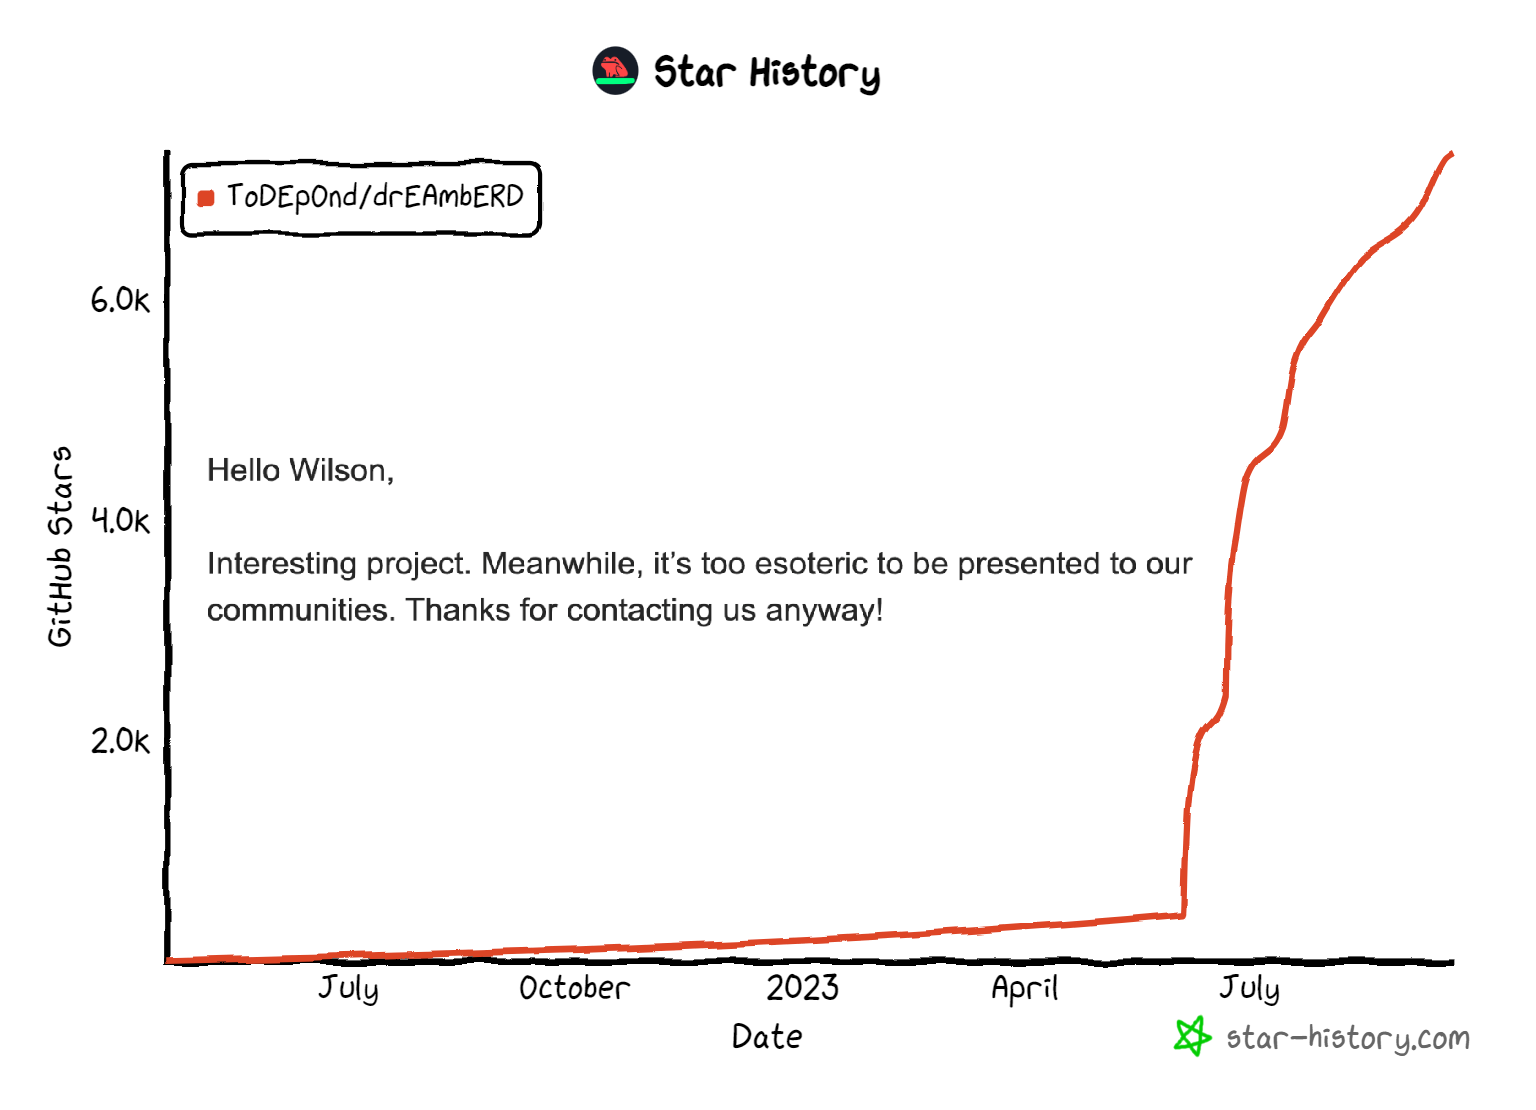 Star History
ToDEpOnd/drEAmbERD
6.0k
4.0k
2.0k
GitHub Stars
Hello Wilson,
Interesting project. Meanwhile, it’s too esoteric to be presented to our
communities. Thanks for contacting us anyway!
July October 2023 April July
Date
star-history.com